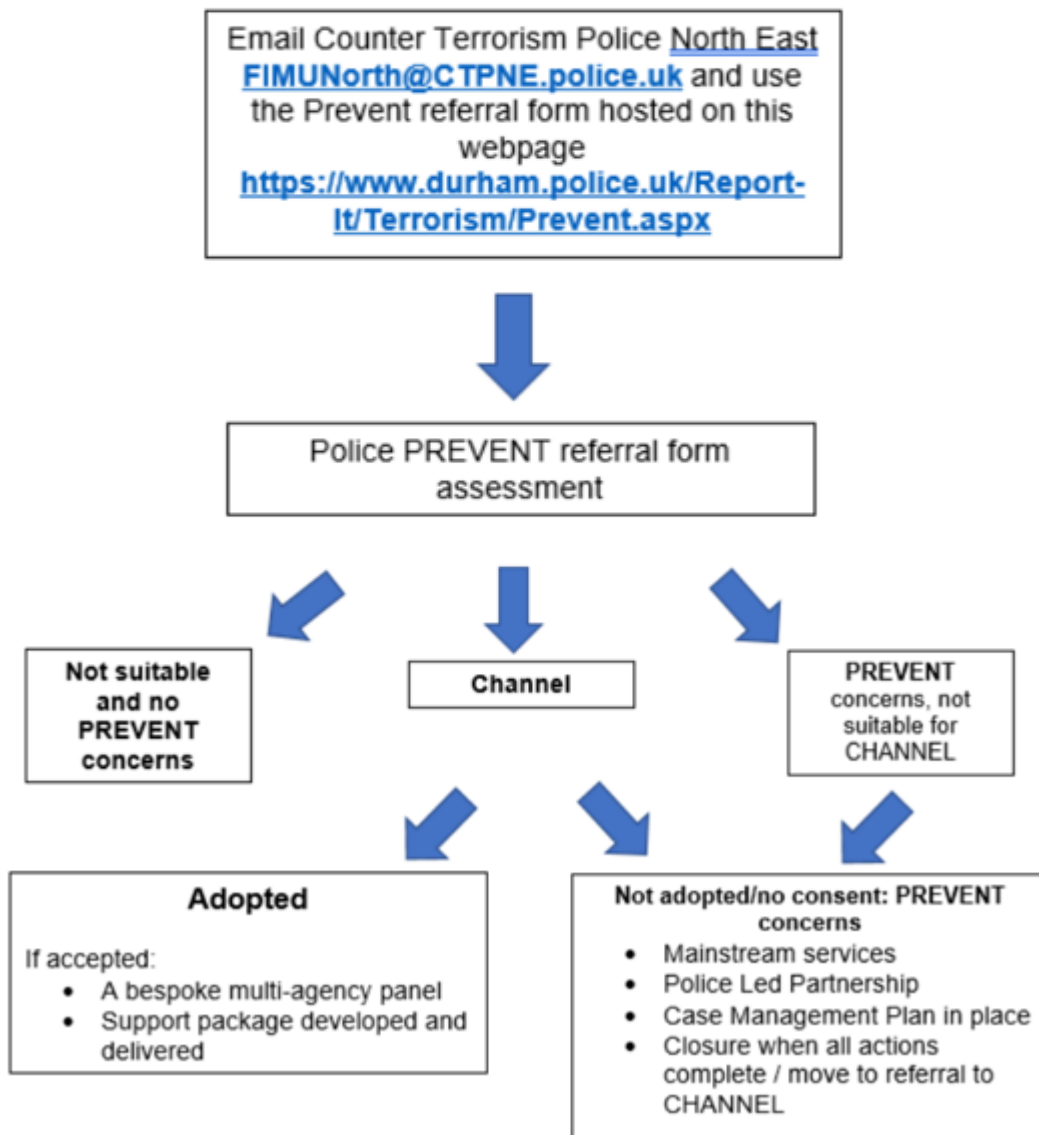 Email Counter Terrorism Police North East
FIMUNorth@CTPNE.police.uk and use
the Prevent referral form hosted on this
webpage
https://www.durham.police.uk/Report-
It/Terrorism/Prevent.aspx
Police PREVENT referral form
assessment
Not suitable
and no
PREVENT
concerns
Channel
PREVENT
concerns, not
suitable for
CHANNEL
Adopted
If accepted:
• A bespoke multi-agency panel
• Support package developed and
delivered
Not adopted/no consent: PREVENT
concerns
• Mainstream services
• Police Led Partnership
• Case Management Plan in place
• Closure when all actions
complete / move to referral to
CHANNEL